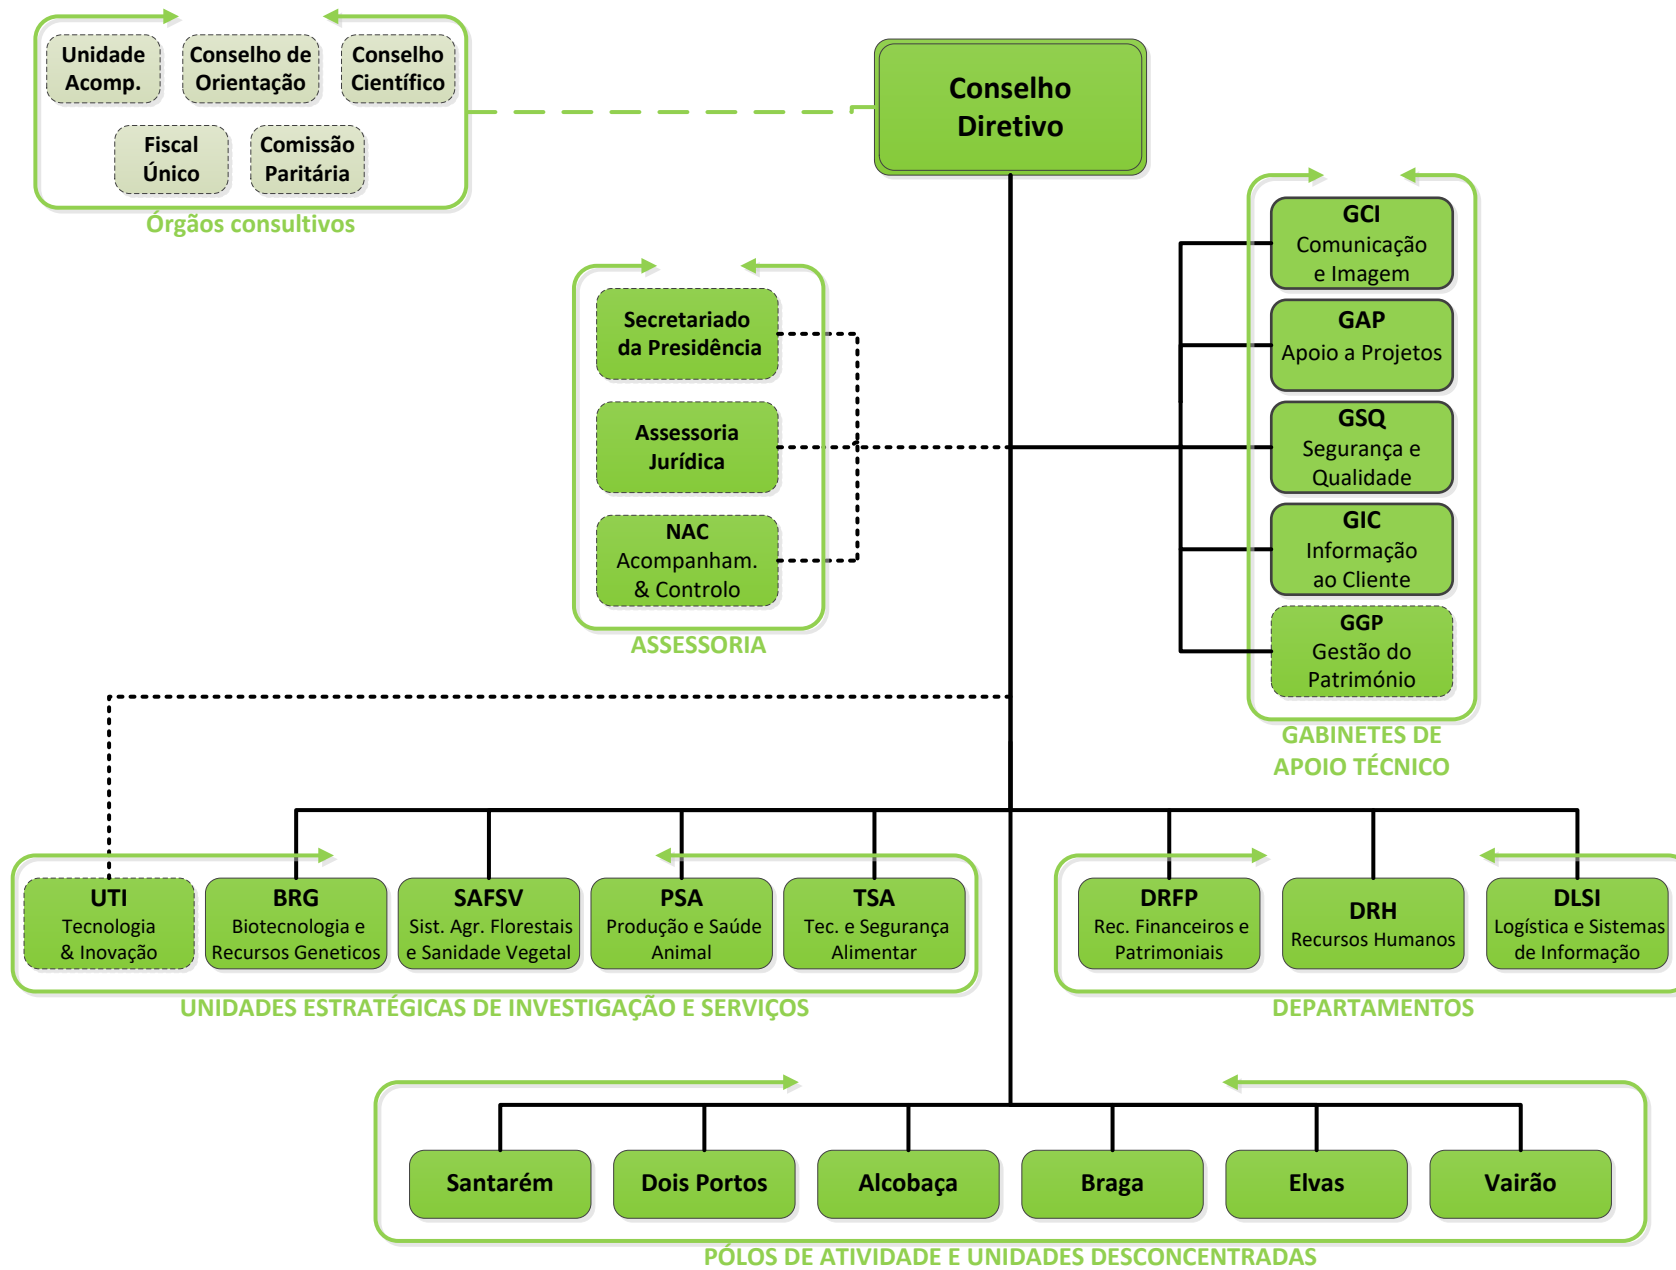 Unidade
Acomp.
Conselho de
Orientação
Conselho
Científico
Fiscal
Único
Comissão
Paritária
Órgãos consultivos
Conselho
Diretivo
GCI
Comunicação
e Imagem
GAP
Apoio a Projetos
GSQ
Segurança e
Qualidade
GIC
Informação
ao Cliente
GGP
Gestão do
Património
GABINETES DE
APOIO TÉCNICO
Secretariado
da Presidência
Assessoria
Jurídica
NAC
Acompanham.
& Controlo
ASSESSORIA
UTI
Tecnologia
& Inovação
BRG
Biotecnologia e
Recursos Geneticos
SAFSV
Sist. Agr. Florestais
e Sanidade Vegetal
PSA
Produção e Saúde
Animal
TSA
Tec. e Segurança
Alimentar
UNIDADES ESTRATÉGICAS DE INVESTIGAÇÃO E SERVIÇOS
DRFP
Rec. Financeiros e
Patrimoniais
DRH
Recursos Humanos
DLSI
Logística e Sistemas
de Informação
DEPARTAMENTOS
Santarém
Dois Portos
Alcobaça
Braga
Elvas
Vairão
PÓLOS DE ATIVIDADE E UNIDADES DESCONCENTRADAS